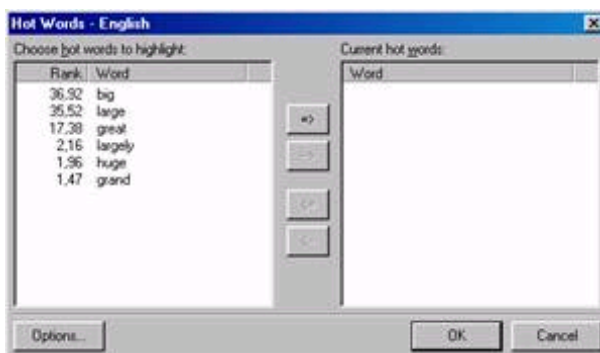 Hot Words - English
Choose hot words to highlight:
Current hot words:
Rank Word
Word
36,92 big
35,52 large
17,38 great
2,16 largely
1,96 huge
1,47 grand
=>
Options...
OK
Cancel